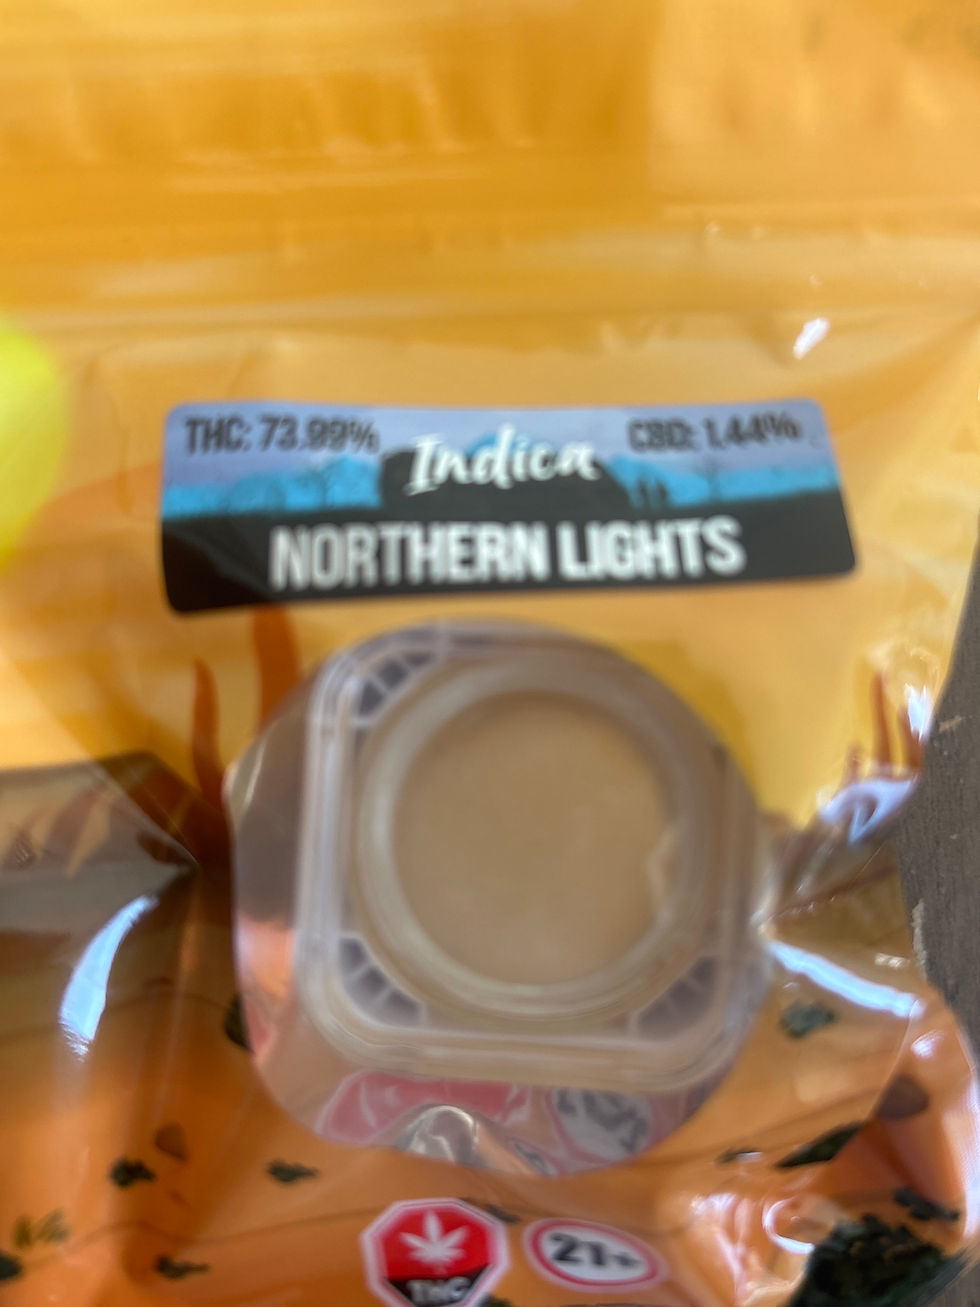 THC: 73.99% Indica CBD: 1.44%
NORTHERN LIGHTS
THC
21+